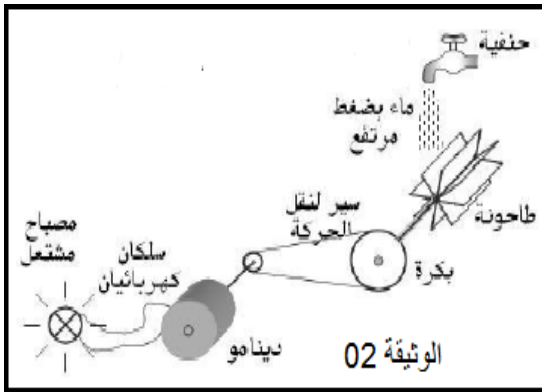 حنفية
ماء بضغط
مرتفع
طاحونة
سير لنقل
الحركة
بكرة
مصباح
مشتعل
سلكان
كهربائيان
دينامو
الوثيقة 02